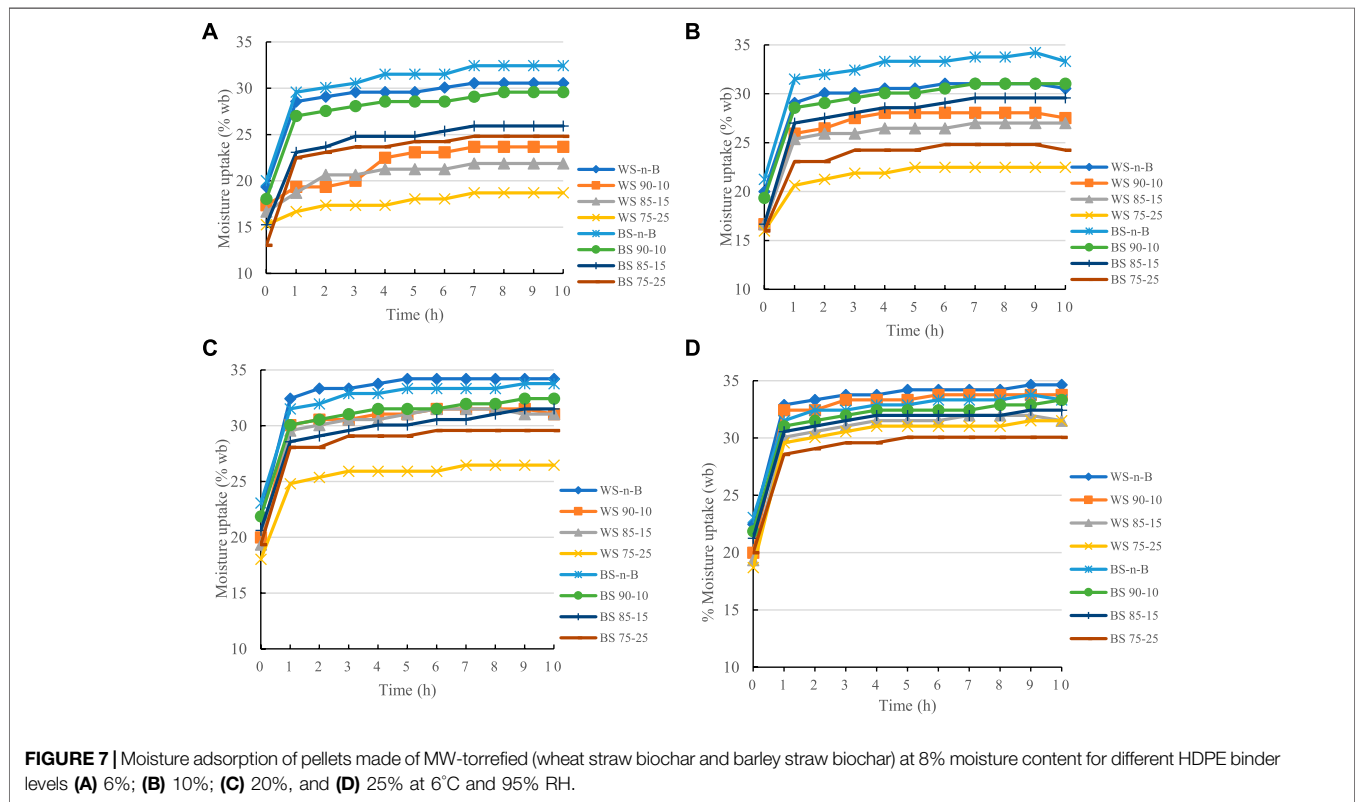 A
Moisture uptake (% wb)
35
30
25
20
15
10
0 1 2 3 4 5 6 7 8 9 10
Time (h)
WS-n-B
WS 90-10
WS 85-15
WS 75-25
BS-n-B
BS 90-10
BS 85-15
BS 75-25
B
Moisture uptake (% wb)
35
30
25
20
15
10
0 1 2 3 4 5 6 7 8 9 10
Time (h)
WS-n-B
WS 90-10
WS 85-15
WS 75-25
BS-n-B
BS 90-10
BS 85-15
BS 75-25
C
Moisture uptake (% wb)
35
30
25
20
15
10
0 1 2 3 4 5 6 7 8 9 10
Time (h)
WS-n-B
WS 90-10
WS 85-15
WS 75-25
BS-n-B
BS 90-10
BS 85-15
BS 75-25
D
% Moisture uptake (wb)
35
30
25
20
15
10
0 1 2 3 4 5 6 7 8 9 10
Time (h)
WS-n-B
WS 90-10
WS 85-15
WS 75-25
BS-n-B
BS 90-10
BS 85-15
BS 75-25
FIGURE 7 | Moisture adsorption of pellets made of MW-torrefied (wheat straw biochar and barley straw biochar) at 8% moisture content for different HDPE binder
levels (A) 6%; (B) 10%; (C) 20%, and (D) 25% at 6°C and 95% RH.